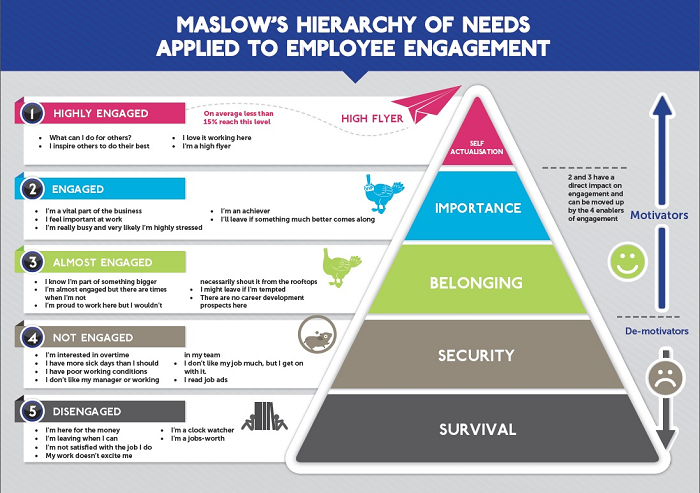 MASLOW'S HIERARCHY OF NEEDS
APPLIED TO EMPLOYEE ENGAGEMENT
1 HIGHLY ENGAGED
On average less than
15% reach this level
HIGH FLYER
• What can I do for others?
• I inspire others to do their best
• I love it working here
• I'm a high flyer
2 ENGAGED
• I'm a vital part of the business
• I feel important at work
• I'm really busy and very likely I'm highly stressed
• I'm an achiever
• I'll leave if something much better comes along
3 ALMOST ENGAGED
• I know I'm part of something bigger
• I'm almost engaged but there are times
when I'm not
• I'm proud to work here but I wouldn't
necessarily shout it from the rooftops
• I might leave if I'm tempted
• There are no career development
prospects here
4 NOT ENGAGED
• I'm interested in overtime
• I have more sick days than I should
• I have poor working conditions
• I don't like my manager or working
in my team
• I don't like my job much, but I get on
with it.
• I read job ads
5 DISENGAGED
• I'm here for the money
• I'm leaving when I can
• I'm not satisfied with the job I do
• My work doesn't excite me
• I'm a clock watcher
• I'm a jobs-worth
SELF
ACTUALISATION
IMPORTANCE
BELONGING
SECURITY
SURVIVAL
2 and 3 have a
direct impact on
engagement and
can be moved up
by the 4 enablers
of engagement
Motivators
De-motivators